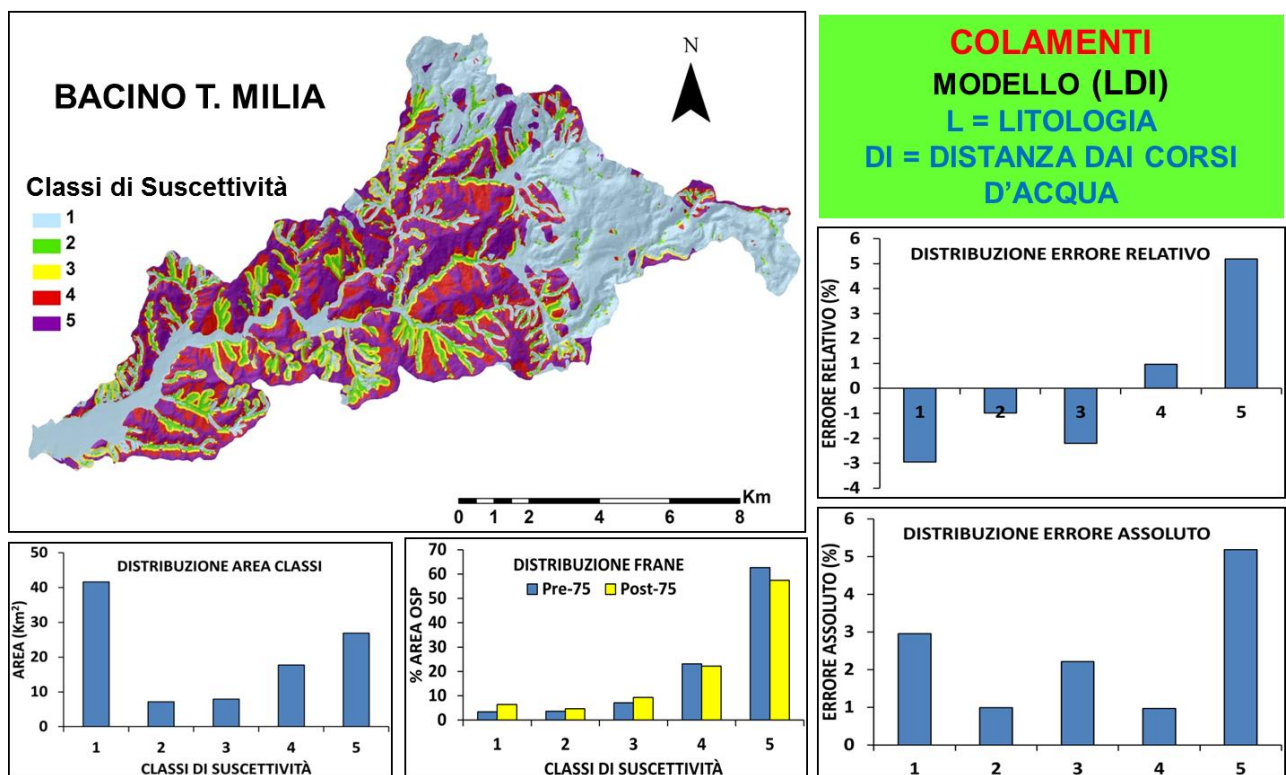 BACINO T. MILIA
N
Classi di Suscettività
1
2
3
4
5
Km
0 1 2 4 6 8
COLAMENTI
MODELLO (LDI)
L = LITOLOGIA
DI = DISTANZA DAI CORSI
D'ACQUA
DISTRIBUZIONE ERRORE RELATIVO
ERRORE RELATIVO (%)
6
5
4
3
2
1
0
-1
-2
-3
-4
1 2 3 4 5
DISTRIBUZIONE AREA CLASSI
AREA (Km²)
50
40
30
20
10
0
1 2 3 4 5
CLASSI DI SUSCETTIVITÀ
DISTRIBUZIONE FRANE
Pre-75 Post-75
% AREA OSP
70
60
50
40
30
20
10
0
1 2 3 4 5
CLASSI DI SUSCETTIVITÀ
DISTRIBUZIONE ERRORE ASSOLUTO
ERRORE ASSOLUTO (%)
6
5
4
3
2
1
0
1 2 3 4 5